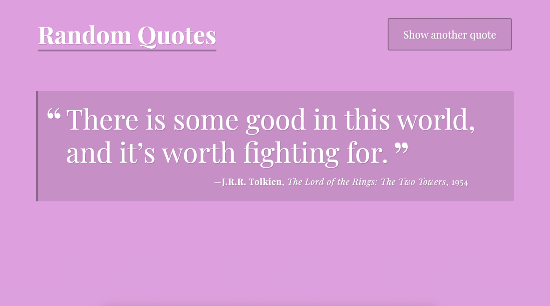 Random Quotes
Show another quote
“ There is some good in this world,
and it’s worth fighting for. ”
—J.R.R. Tolkien, The Lord of the Rings: The Two Towers, 1954